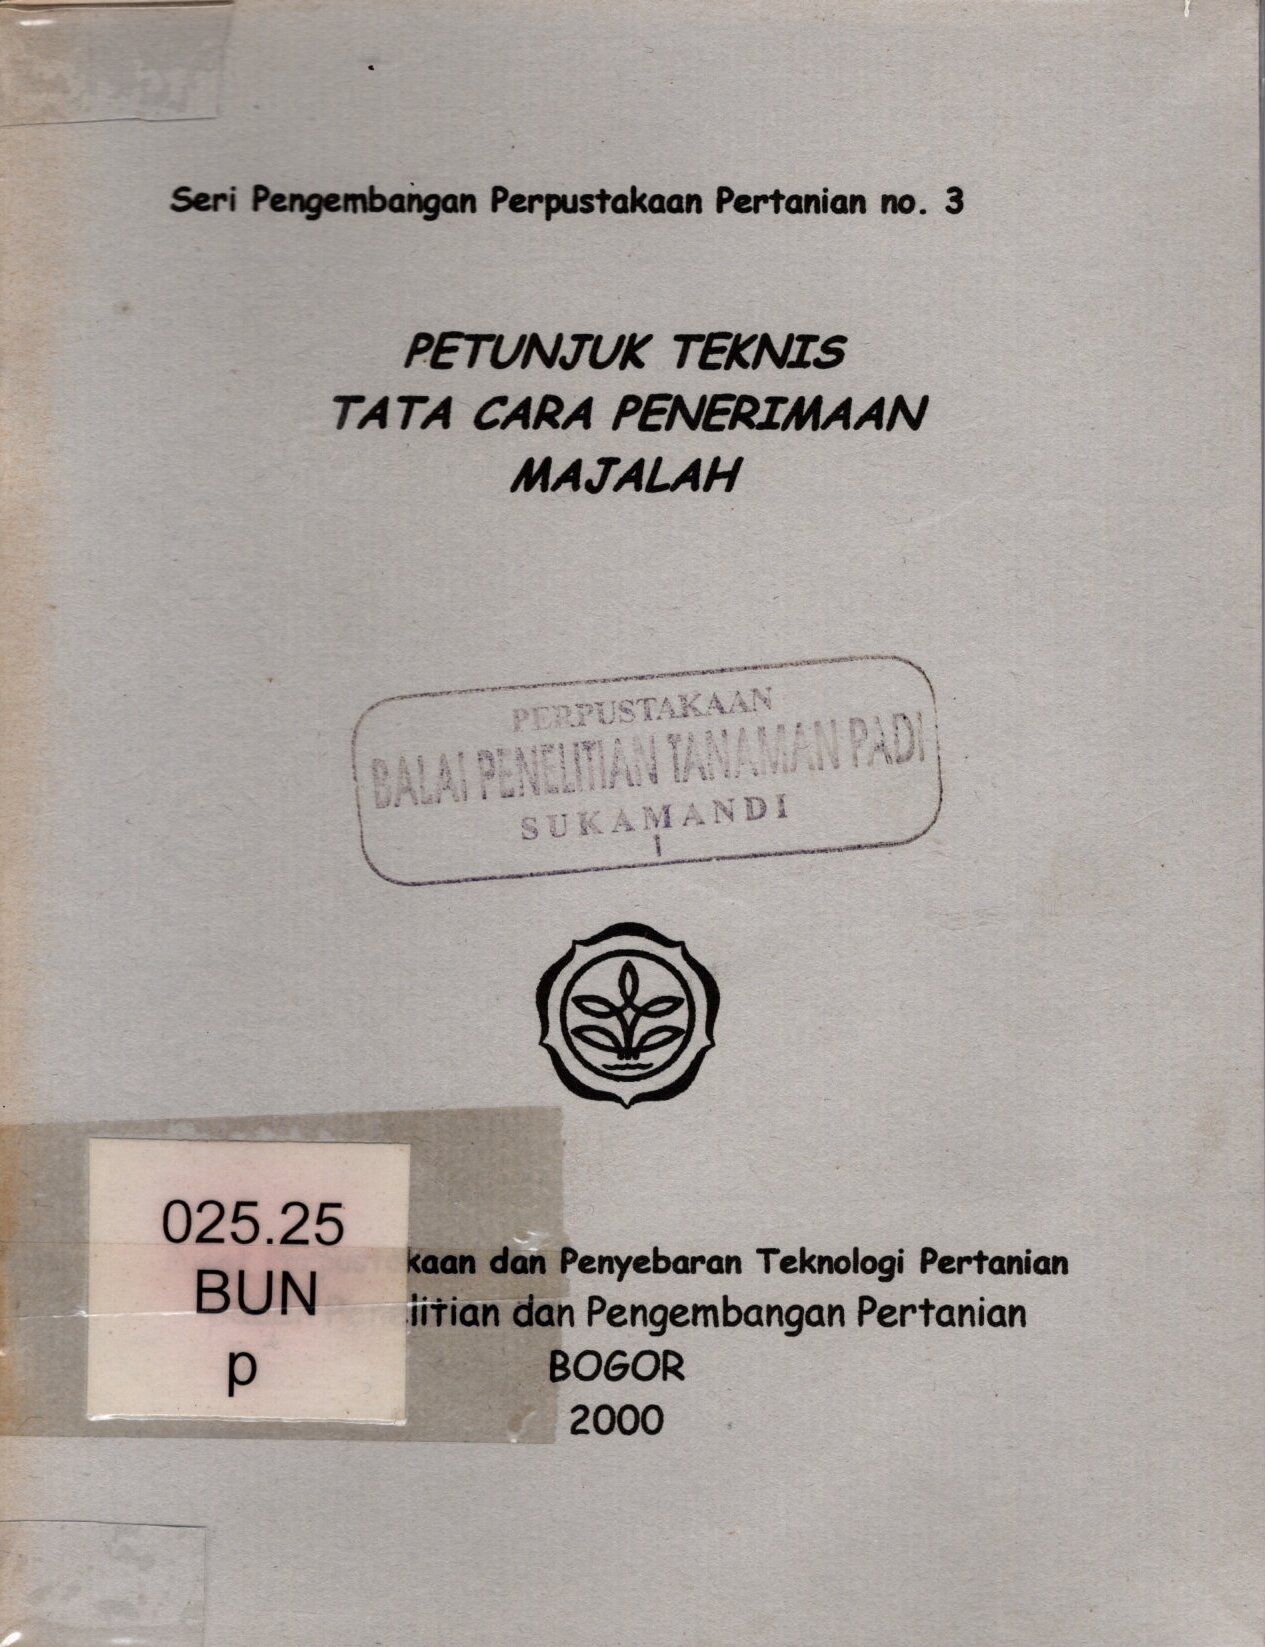 Seri Pengembangan Perpustakaan Pertanian no. 3
PETUNJUK TEKNIS
TATA CARA PENERIMAAN
MAJALAH
PERPUSTAKAAN
BALAI PENELITIAN TANAMAN PADI
SUKAMANDI
1
025.25
BUN
p
kaan dan Penyebaran Teknologi Pertanian
litian dan Pengembangan Pertanian
BOGOR
2000